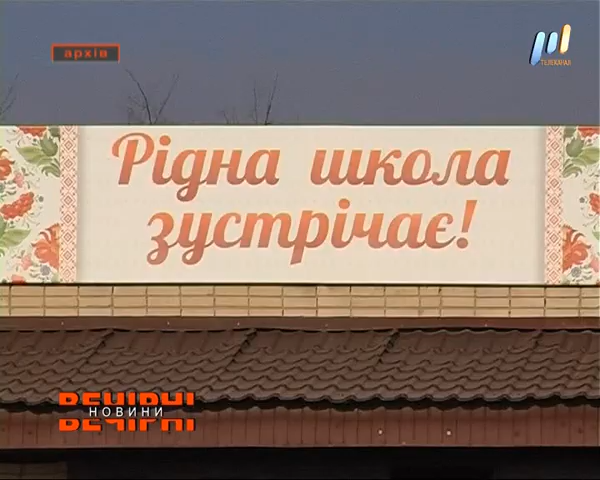 архів
ТЕЛЕКАНАЛ
Рідна школа
зустрічає!
ВЕЧІРНІ
НОВИНИ